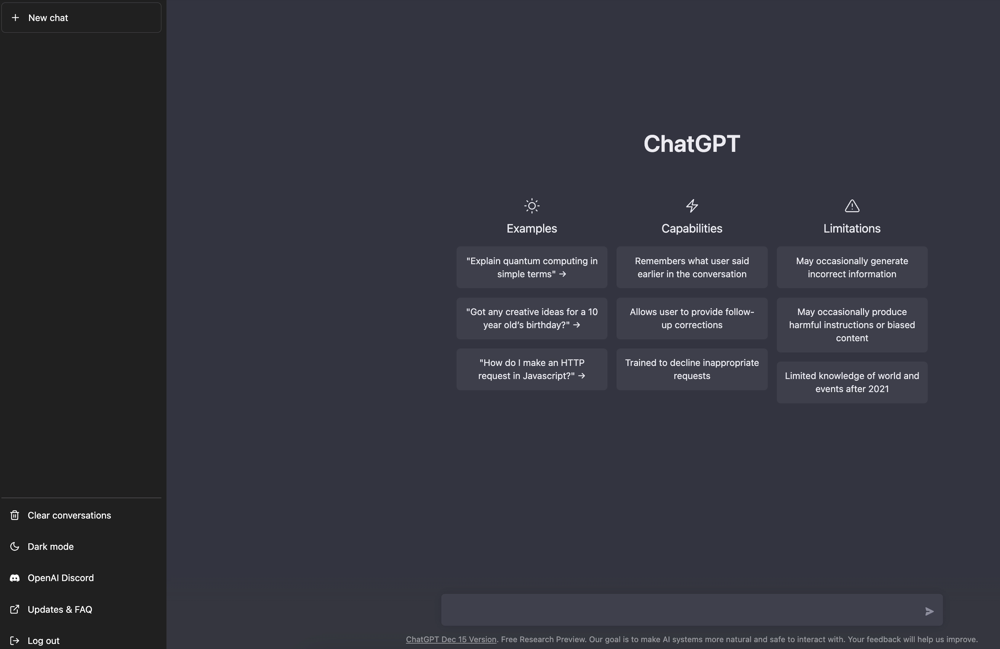 New chat
ChatGPT
Examples
"Explain quantum computing in
simple terms" →
"Got any creative ideas for a 10
year old's birthday?" →
"How do I make an HTTP
request in Javascript?" →
Capabilities
Remembers what user said
earlier in the conversation
Allows user to provide follow-
up corrections
Trained to decline inappropriate
requests
Limitations
May occasionally generate
incorrect information
May occasionally produce
harmful instructions or biased
content
Limited knowledge of world and
events after 2021
Clear conversations
Dark mode
OpenAI Discord
Updates & FAQ
Log out
ChatGPT Dec 15 Version. Free Research Preview. Our goal is to make AI systems more natural and safe to interact with. Your feedback will help us improve.